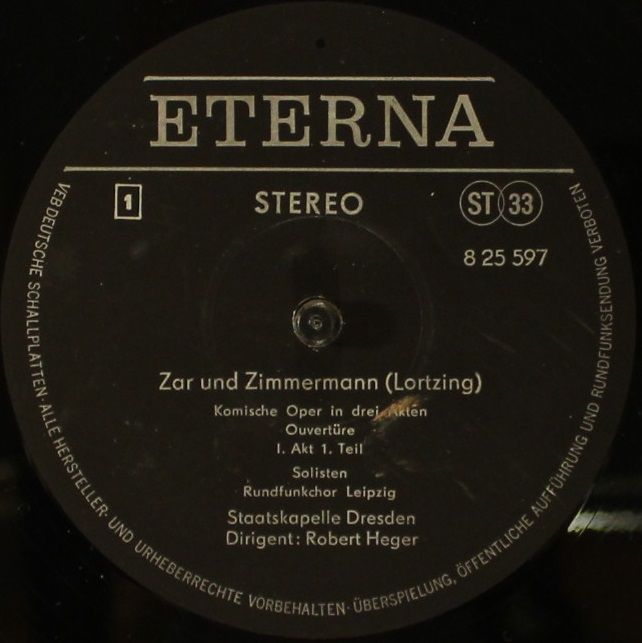 ETERNA
1
STEREO
ST 33
8 25 597
Zar und Zimmermann (Lortzing)
Komische Oper in drei Akten
Ouvertüre
I. Akt 1. Teil
Solisten
Rundfunkchor Leipzig
Staatskapelle Dresden
Dirigent: Robert Heger
VEB DEUTSCHE SCHALLPLATTEN · ALLE HERSTELLER- UND URHEBERRECHTE VORBEHALTEN · ÜBERSPIELUNG, ÖFFENTLICHE AUFFÜHRUNG UND RUNDFUNKSENDUNG VERBOTEN